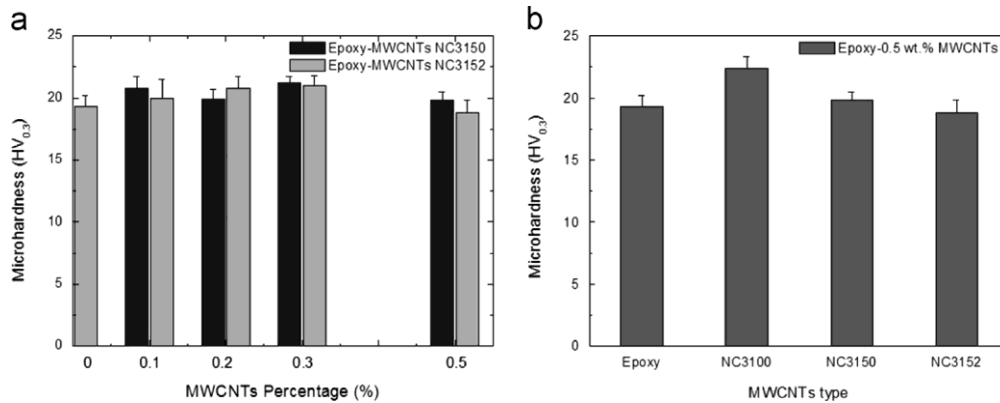 a
Epoxy-MWCNTs NC3150
Epoxy-MWCNTs NC3152
Microhardness (HV0.3)
25
20
15
10
5
0
0 0.1 0.2 0.3 0.5
MWCNTs Percentage (%)
b
Epoxy-0.5 wt.% MWCNTs
Microhardness (HV0.3)
25
20
15
10
5
0
Epoxy NC3100 NC3150 NC3152
MWCNTs type